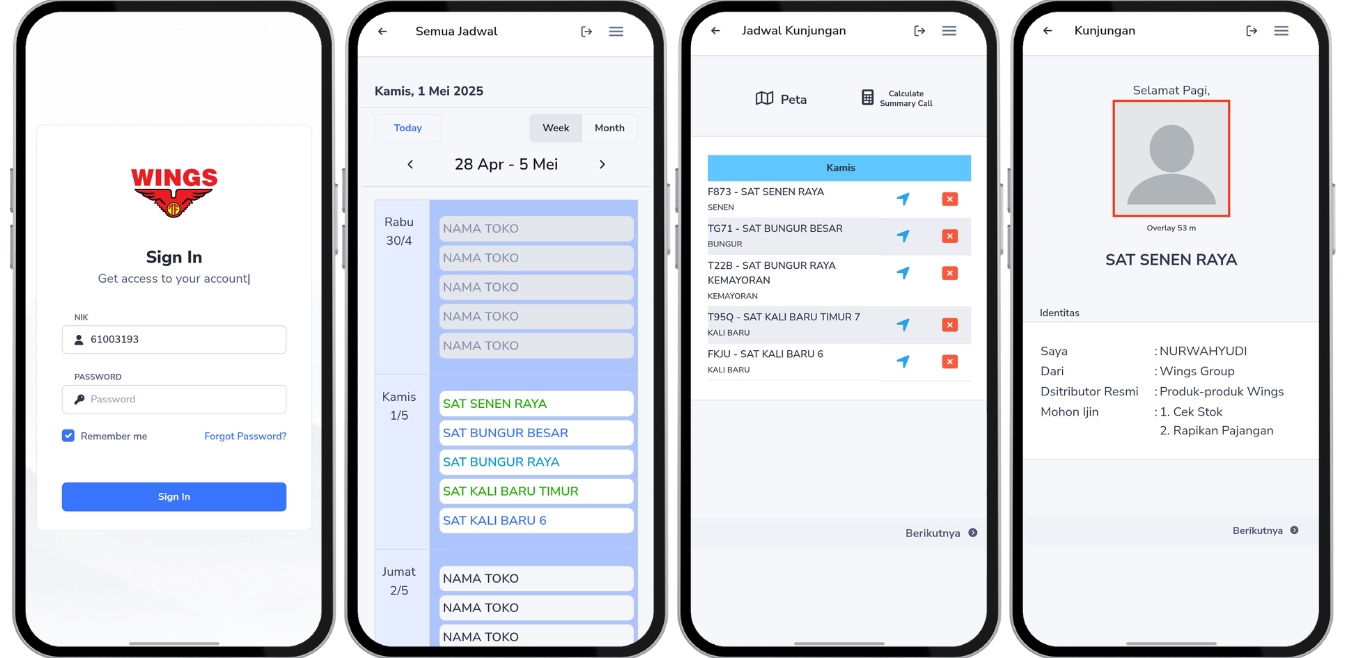 WINGS
Sign In
Get access to your account|
NIK
61003193
PASSWORD
Password
Remember me
Forgot Password?
Sign In
Semua Jadwal
Kamis, 1 Mei 2025
Today
Week
Month
28 Apr - 5 Mei
Rabu
30/4
NAMA TOKO
NAMA TOKO
NAMA TOKO
NAMA TOKO
NAMA TOKO
Kamis
1/5
SAT SENEN RAYA
SAT BUNGUR BESAR
SAT BUNGUR RAYA
SAT KALI BARU TIMUR
SAT KALI BARU 6
Jumat
2/5
NAMA TOKO
NAMA TOKO
NAMA TOKO
Jadwal Kunjungan
Peta
Calculate
Summary Call
Kamis
F873 - SAT SENEN RAYA
SENEN
TG71 - SAT BUNGUR BESAR
BUNGUR
T22B - SAT BUNGUR RAYA
KEMAYORAN
KEMAYORAN
T95Q - SAT KALI BARU TIMUR 7
KALI BARU
FKJU - SAT KALI BARU 6
KALI BARU
Berikutnya
Kunjungan
Selamat Pagi,
Overlay 53 m
SAT SENEN RAYA
Identitas
Saya : NURWAHYUDI
Dari : Wings Group
Dsitributor Resmi : Produk-produk Wings
Mohon Ijin : 1. Cek Stok
2. Rapikan Pajangan
Berikutnya